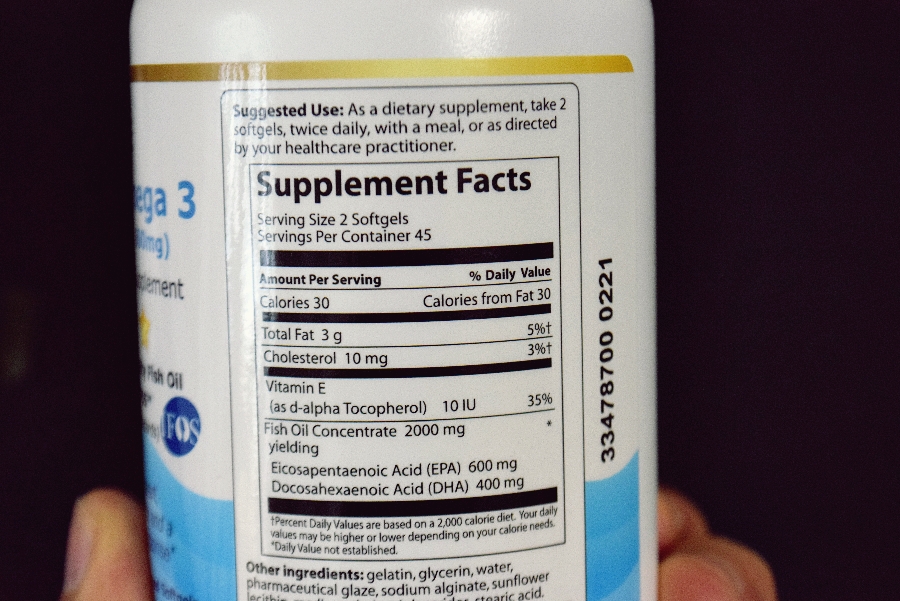 Suggested Use: As a dietary supplement, take 2
softgels, twice daily, with a meal, or as directed
by your healthcare practitioner.
Supplement Facts
Serving Size 2 Softgels
Servings Per Container 45
Amount Per Serving % Daily Value
Calories 30 Calories from Fat 30
Total Fat 3 g 5%†
Cholesterol 10 mg 3%†
Vitamin E
(as d-alpha Tocopherol) 10 IU 35%
Fish Oil Concentrate 2000 mg *
yielding
Eicosapentaenoic Acid (EPA) 600 mg
Docosahexaenoic Acid (DHA) 400 mg
†Percent Daily Values are based on a 2,000 calorie diet. Your daily
values may be higher or lower depending on your calorie needs.
*Daily Value not established.
Other ingredients: gelatin, glycerin, water,
pharmaceutical glaze, sodium alginate, sunflower
stearic acid.
33478700 0221
3
Fish Oil
IFOS